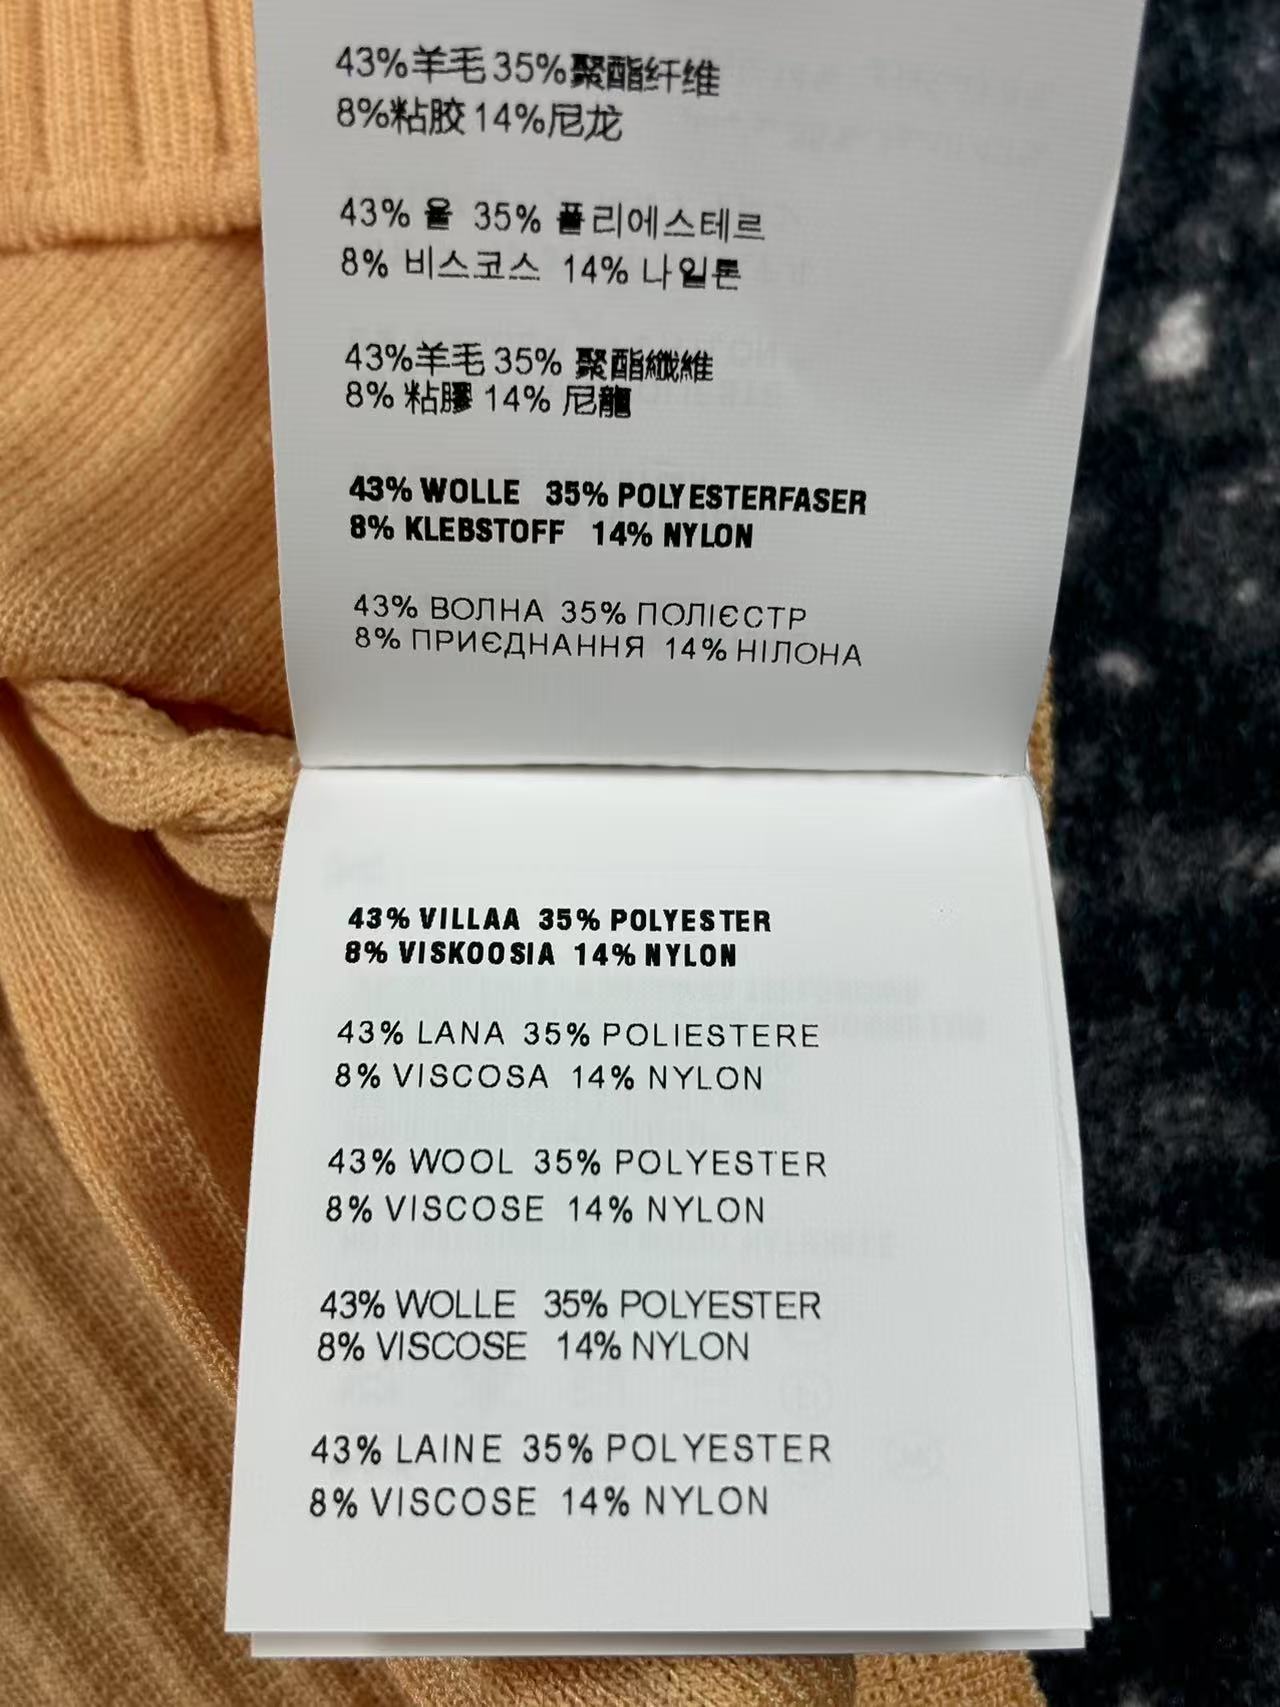 43%羊毛 35%聚酯纤维
8%粘胶 14%尼龙
43% 울 35% 폴리에스테르
8% 비스코스 14% 나일론
43%羊毛 35% 聚酯纖維
8% 粘膠 14% 尼龍
43% WOLLE 35% POLYESTERFASER
8% KLEBSTOFF 14% NYLON
43% ВОЛНА 35% ПОЛІЄСТР
8% ПРИЄДНАННЯ 14% НІЛОНА
43% VILLAA 35% POLYESTER
8% VISKOOSIA 14% NYLON
43% LANA 35% POLIESTERE
8% VISCOSA 14% NYLON
43% WOOL 35% POLYESTER
8% VISCOSE 14% NYLON
43% WOLLE 35% POLYESTER
8% VISCOSE 14% NYLON
43% LAINE 35% POLYESTER
8% VISCOSE 14% NYLON